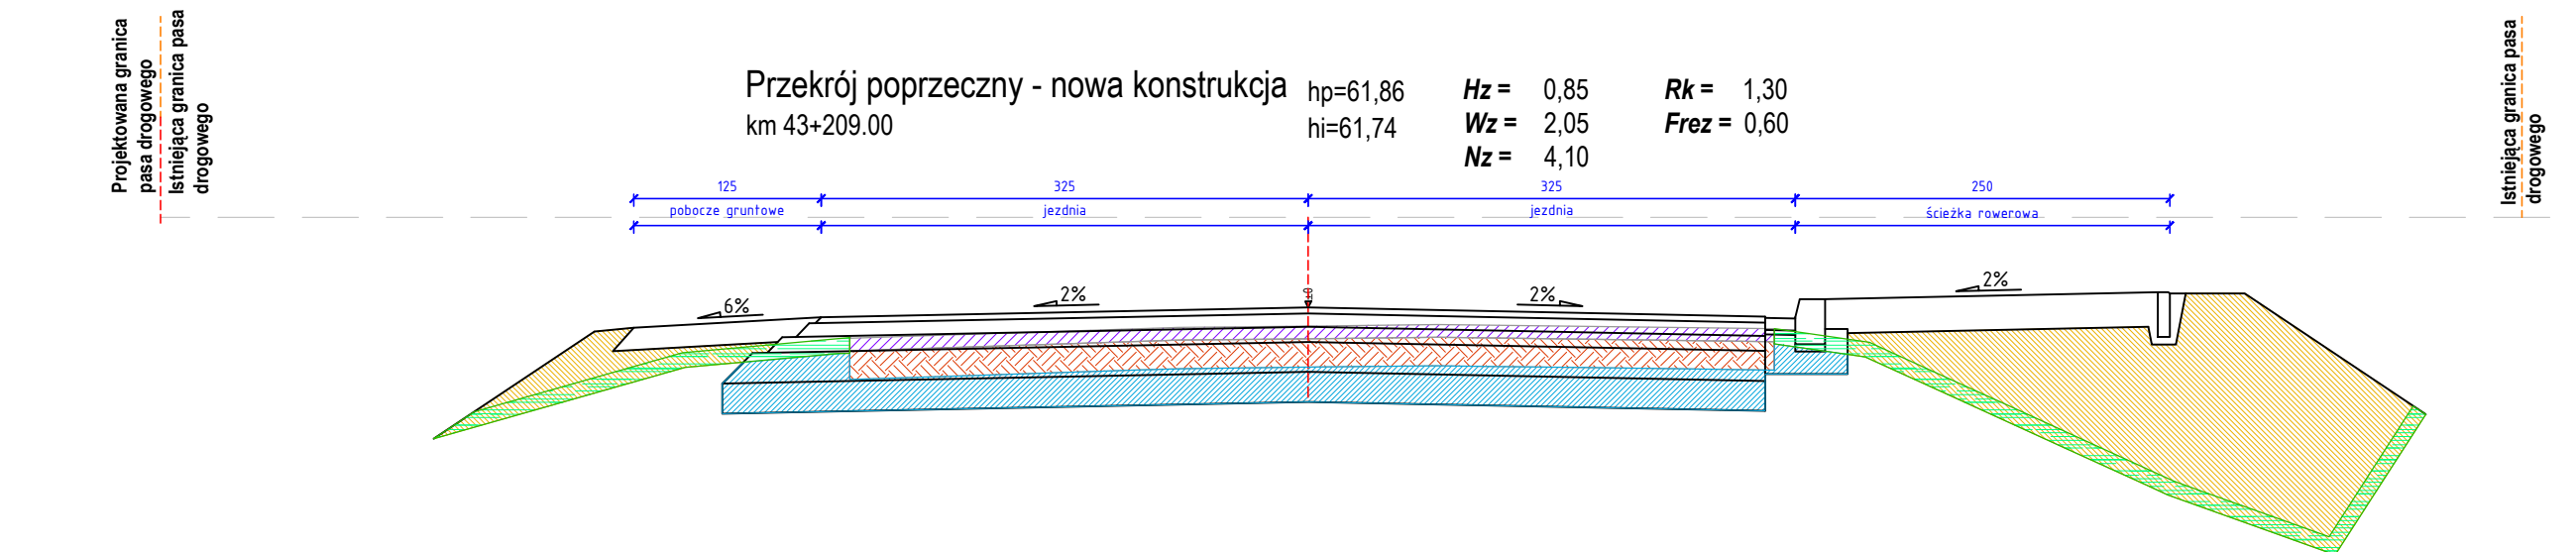 Projektowana granica
pasa drogowego
Istniejąca granica pasa
drogowego
Przekrój poprzeczny - nowa konstrukcja
km 43+209.00
hp=61,86
hi=61,74
Hz = 0,85
Wz = 2,05
Nz = 4,10
Rk = 1,30
Frez = 0,60
Istniejąca granica pasa
drogowego
125
325
325
250
pobocze gruntowe
jezdnia
jezdnia
ścieżka rowerowa
6%
2%
2%
2%